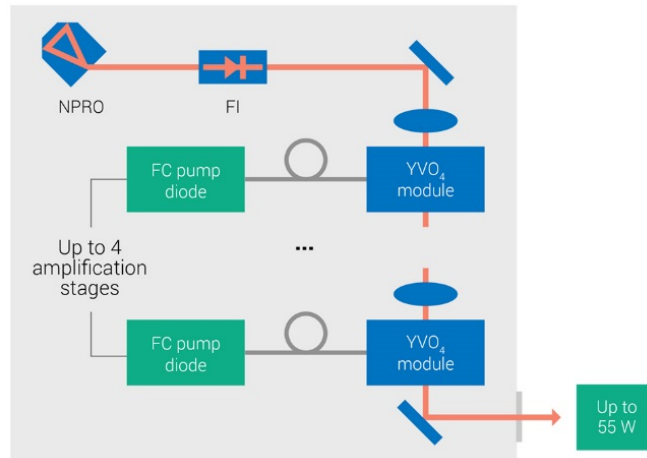 NPRO
FI
FC pump
diode
YVO₄
module
Up to 4
amplification
stages
...
FC pump
diode
YVO₄
module
Up to
55 W